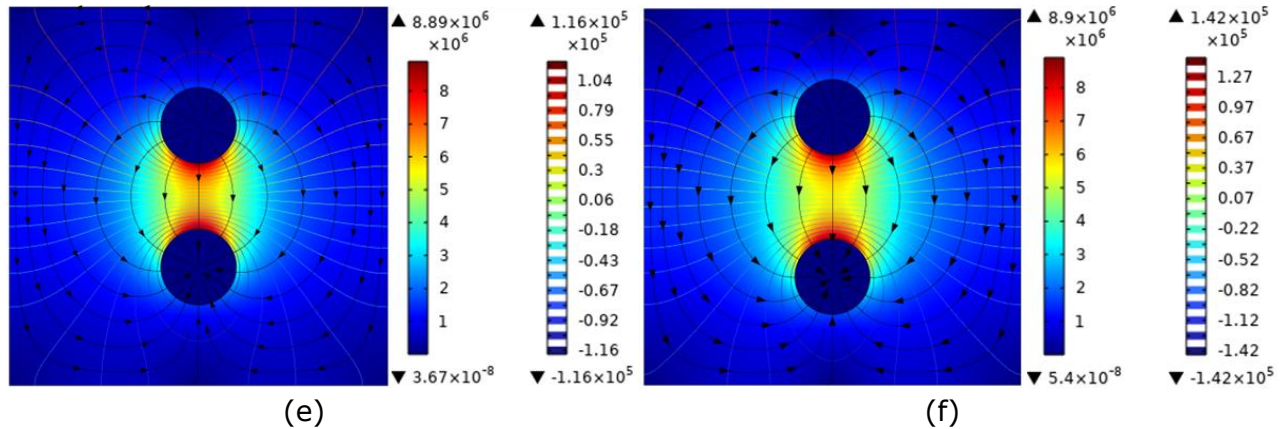 ▲ 8.89×10⁶ ▲ 1.16×10⁵ ▲ 8.9×10⁶ ▲ 1.42×10⁵
×10⁶ ×10⁵ ×10⁶ ×10⁵
8 1.04 8 1.27
7 0.79 7 0.97
6 0.55 6 0.67
5 0.3 5 0.37
4 0.06 4 0.07
-0.18 -0.22
3 -0.43 3 -0.52
2 -0.67 2 -0.82
1 -0.92 1 -1.12
-1.16 -1.42
▼ 3.67×10⁻⁸ ▼ -1.16×10⁵ ▼ 5.4×10⁻⁸ ▼ -1.42×10⁵
(e) (f)